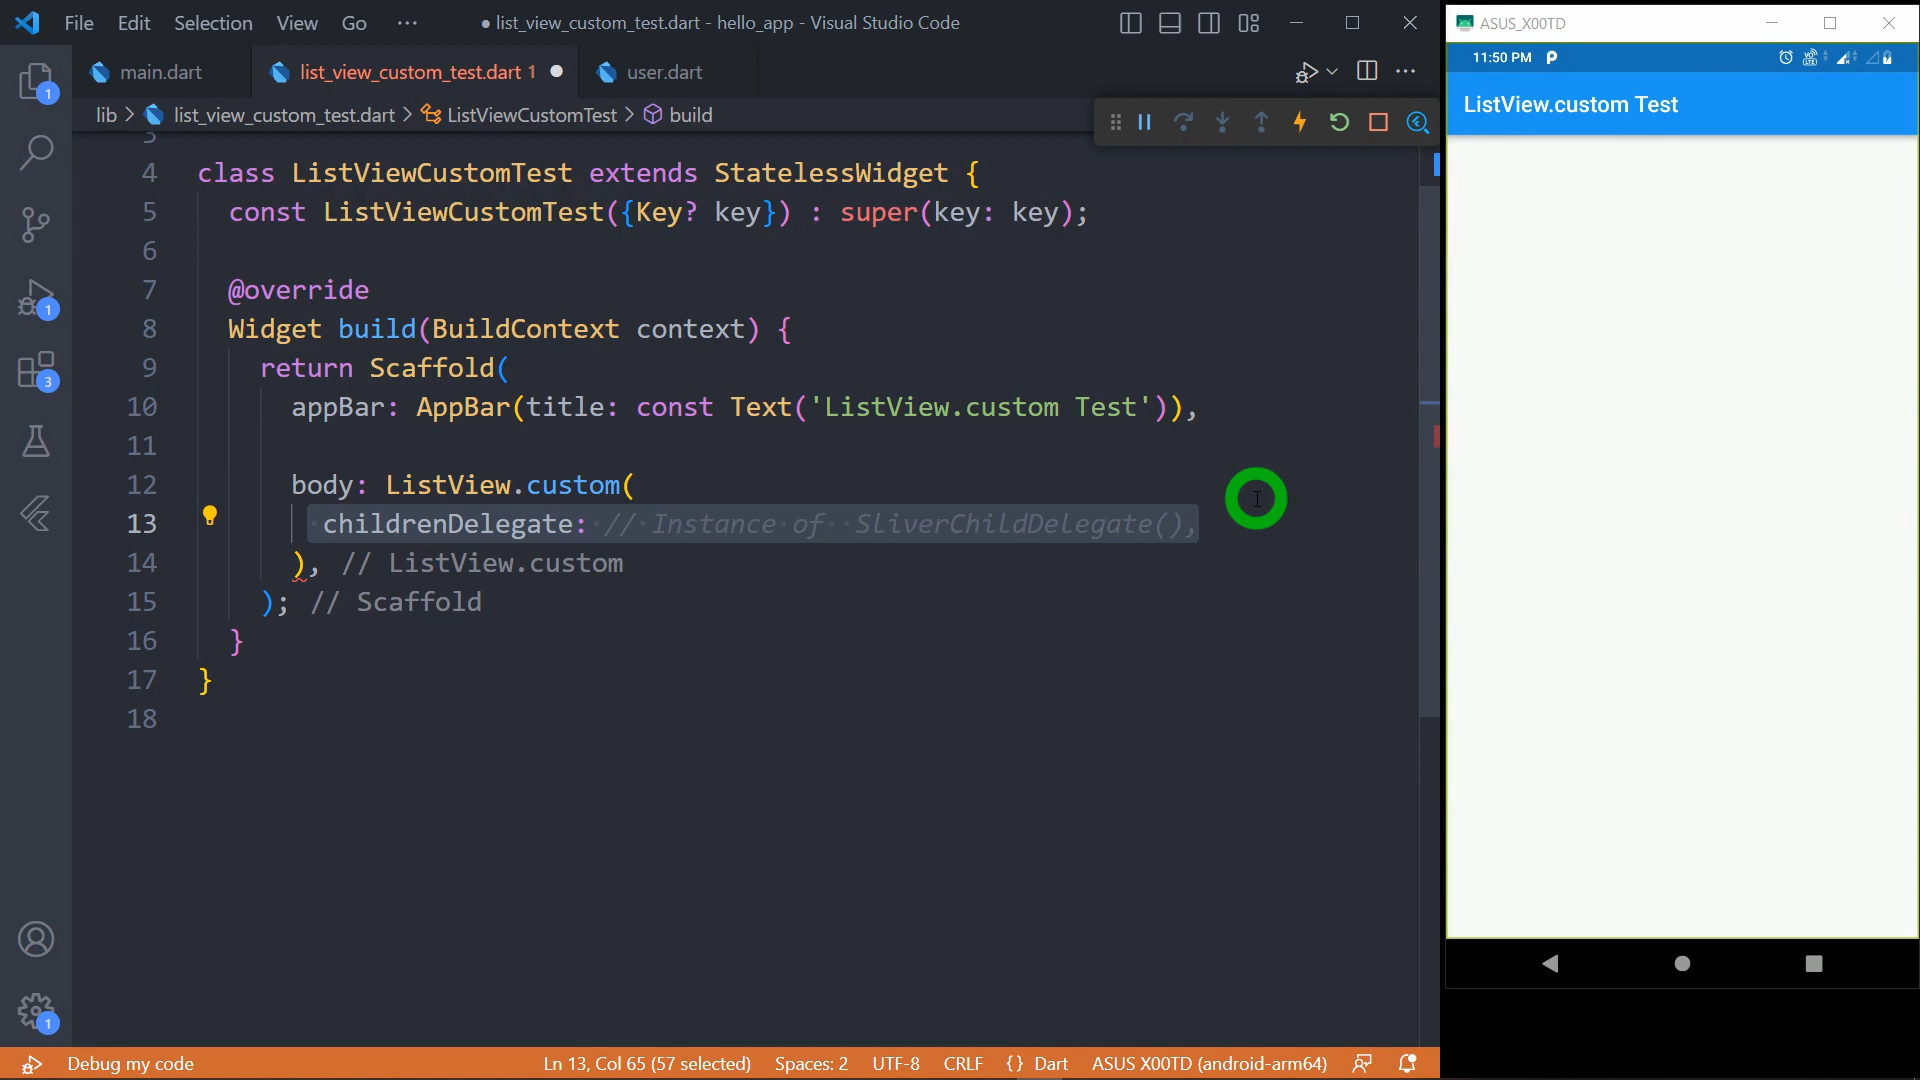 File Edit Selection View Go ··· ● list_view_custom_test.dart - hello_app - Visual Studio Code
ASUS_X00TD
main.dart list_view_custom_test.dart 1 user.dart
11:50 PM
lib > list_view_custom_test.dart > ListViewCustomTest > build
ListView.custom Test
3
4 class ListViewCustomTest extends StatelessWidget {
5 const ListViewCustomTest({Key? key}) : super(key: key);
6
7 @override
8 Widget build(BuildContext context) {
9 return Scaffold(
10 appBar: AppBar(title: const Text('ListView.custom Test')),
11
12 body: ListView.custom(
13 childrenDelegate: // Instance of  SliverChildDelegate(),
14 ), // ListView.custom
15 ); // Scaffold
16 }
17 }
18
1
1
3
1
Debug my code Ln 13, Col 65 (57 selected) Spaces: 2 UTF-8 CRLF {} Dart ASUS X00TD (android-arm64)